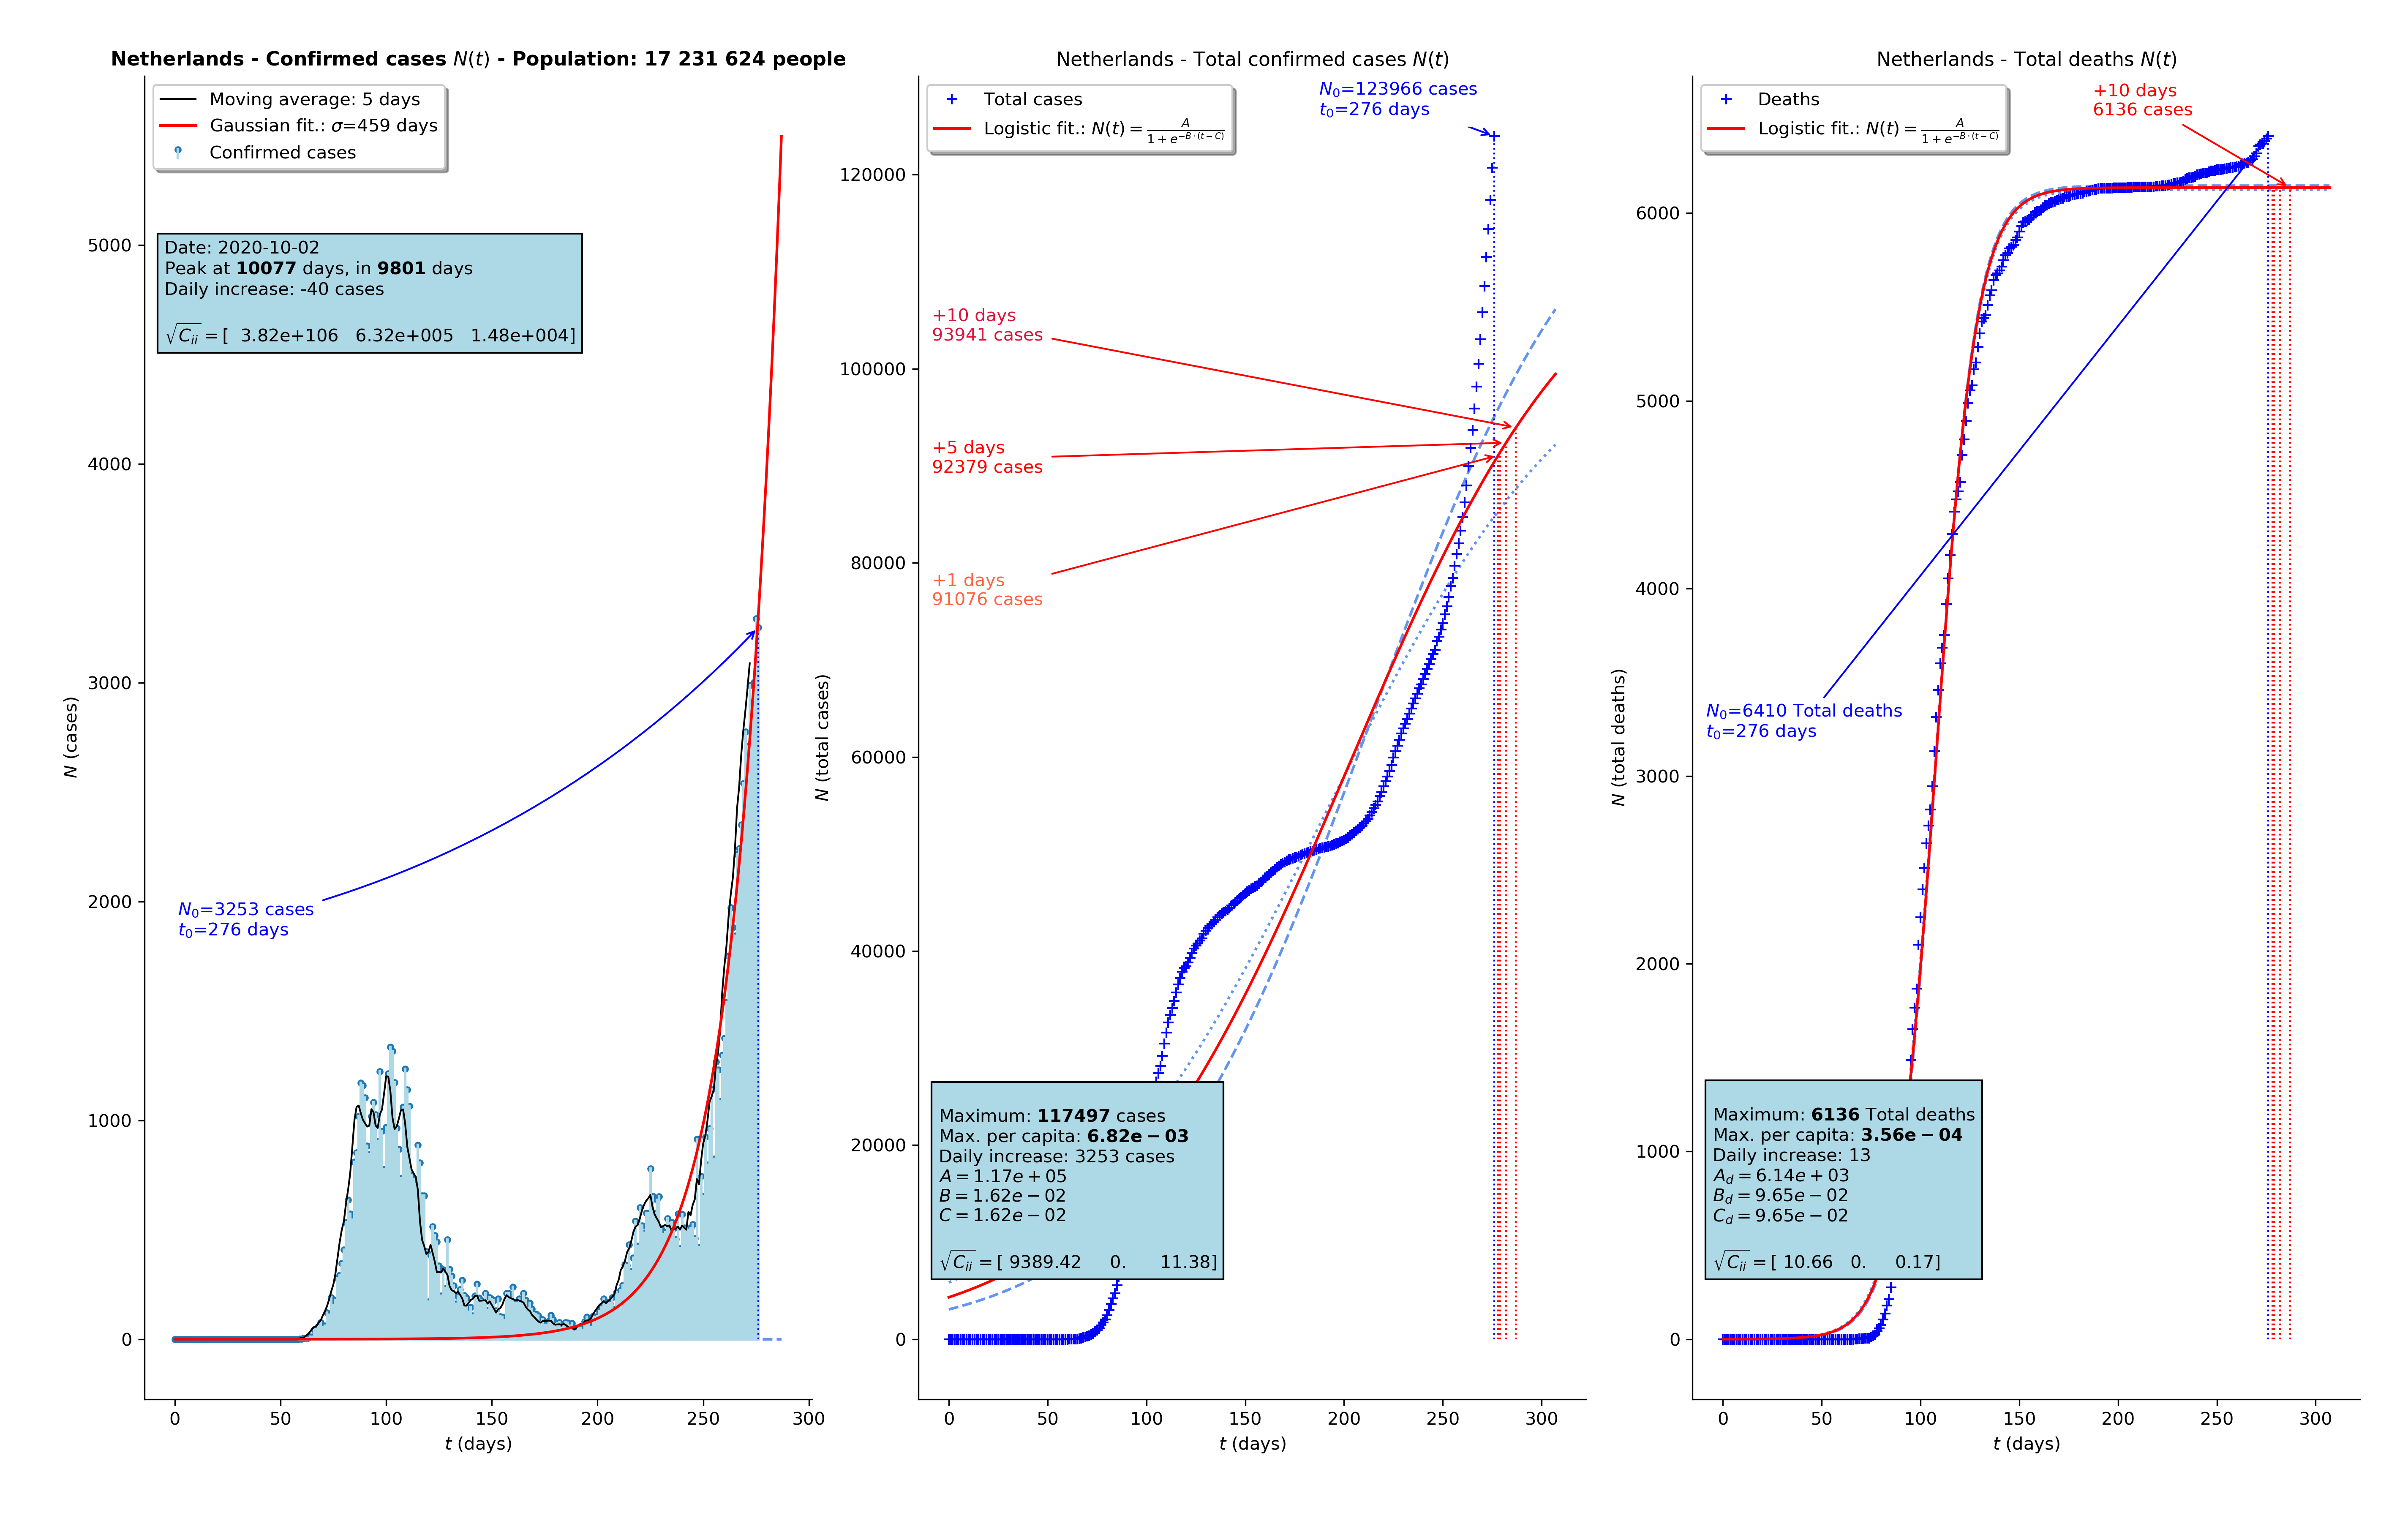 Netherlands - Confirmed cases N(t) - Population: 17 231 624 people
Moving average: 5 days
Gaussian fit.: σ=459 days
Confirmed cases
Date: 2020-10-02
Peak at 10077 days, in 9801 days
Daily increase: -40 cases
√C_ii = [ 3.82e+106 6.32e+005 1.48e+004]
N₀=3253 cases
t₀=276 days
5000
4000
3000
2000
1000
0
N (cases)
0 50 100 150 200 250 300
t (days)
Netherlands - Total confirmed cases N(t)
Total cases
Logistic fit.: N(t) = A / (1 + e^{-B·(t-C)})
N₀=123966 cases
t₀=276 days
+10 days
93941 cases
+5 days
92379 cases
+1 days
91076 cases
Maximum: 117497 cases
Max. per capita: 6.82e − 03
Daily increase: 3253 cases
A = 1.17e + 05
B = 1.62e − 02
C = 1.62e − 02
√C_ii = [ 9389.42 0. 11.38]
120000
100000
80000
60000
40000
20000
0
N (total cases)
0 50 100 150 200 250 300
t (days)
Netherlands - Total deaths N(t)
Deaths
Logistic fit.: N(t) = A / (1 + e^{-B·(t-C)})
+10 days
6136 cases
N₀=6410 Total deaths
t₀=276 days
Maximum: 6136 Total deaths
Max. per capita: 3.56e − 04
Daily increase: 13
A_d = 6.14e + 03
B_d = 9.65e − 02
C_d = 9.65e − 02
√C_ii = [ 10.66 0. 0.17]
6000
5000
4000
3000
2000
1000
0
N (total deaths)
0 50 100 150 200 250 300
t (days)